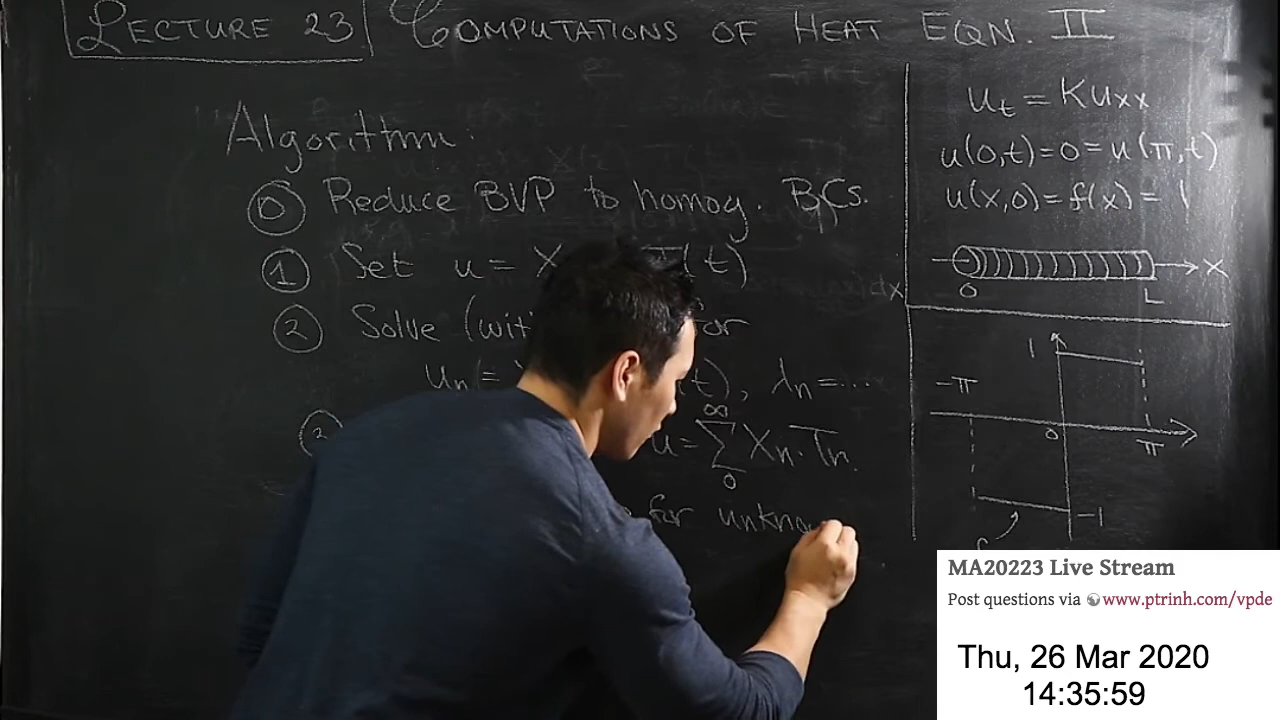 LECTURE 23 COMPUTATIONS OF HEAT EQN. II
Algorithm:
0 Reduce BVP to homog. BCs.
1 Set u = X T(t)
2 Solve (wit or
un = t), λn = ...
u = ∑ Xn · Tn.
∞
0
for unkno
ut = Kuxx
u(0,t) = 0 = u(π,t)
u(x,0) = f(x) = 1
0 L x
1
-π 0 π
-1
MA20223 Live Stream
Post questions via www.ptrinh.com/vpde
Thu, 26 Mar 2020
14:35:59